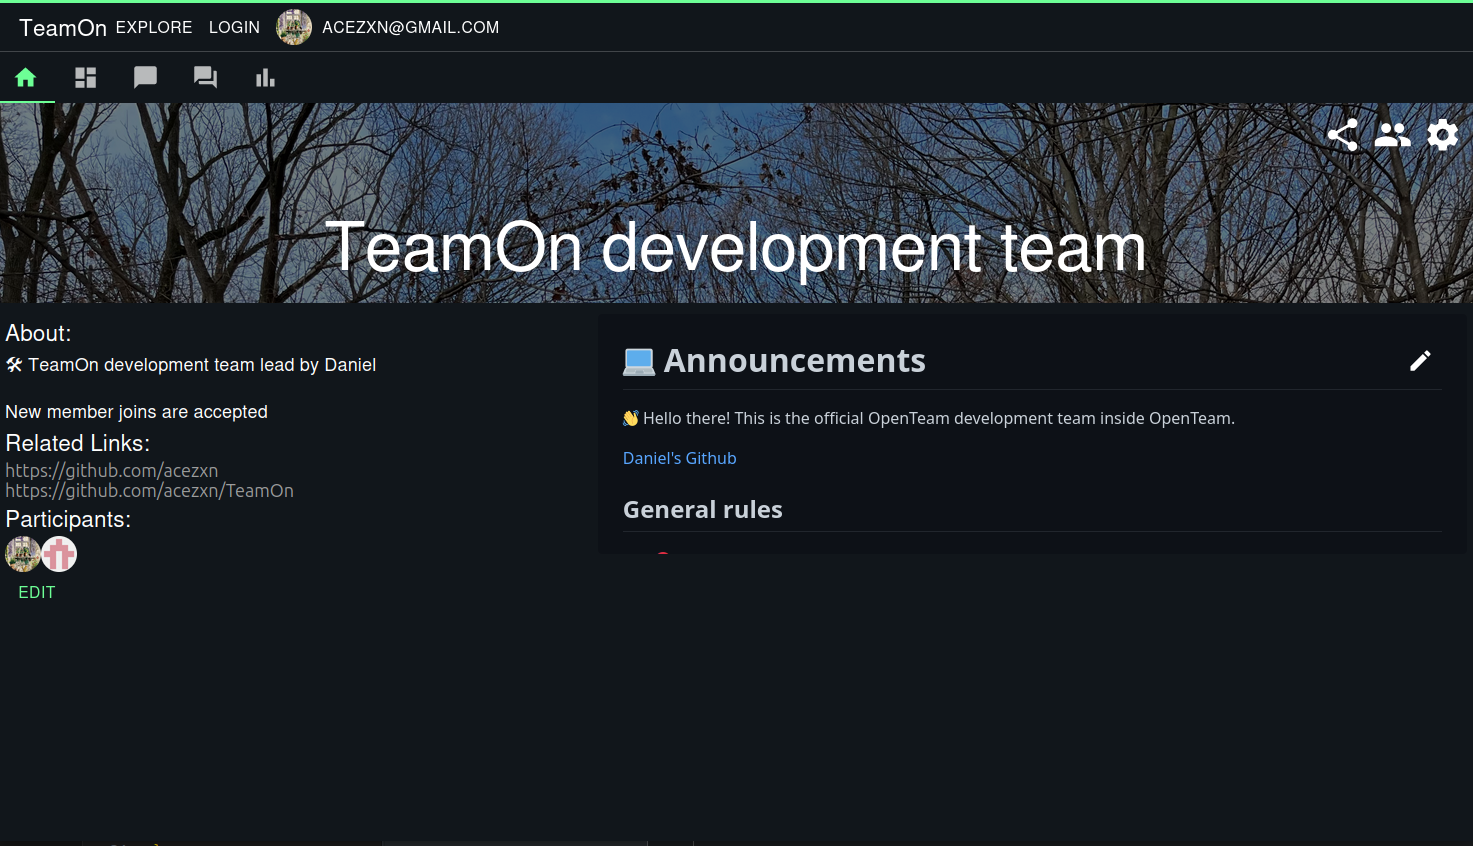 TeamOn EXPLORE LOGIN ACEZXN@GMAIL.COM
TeamOn development team
About:
🛠 TeamOn development team lead by Daniel
New member joins are accepted
Related Links:
https://github.com/acezxn
https://github.com/acezxn/TeamOn
Participants:
EDIT
💻 Announcements
👋 Hello there! This is the official OpenTeam development team inside OpenTeam.
Daniel's Github
General rules